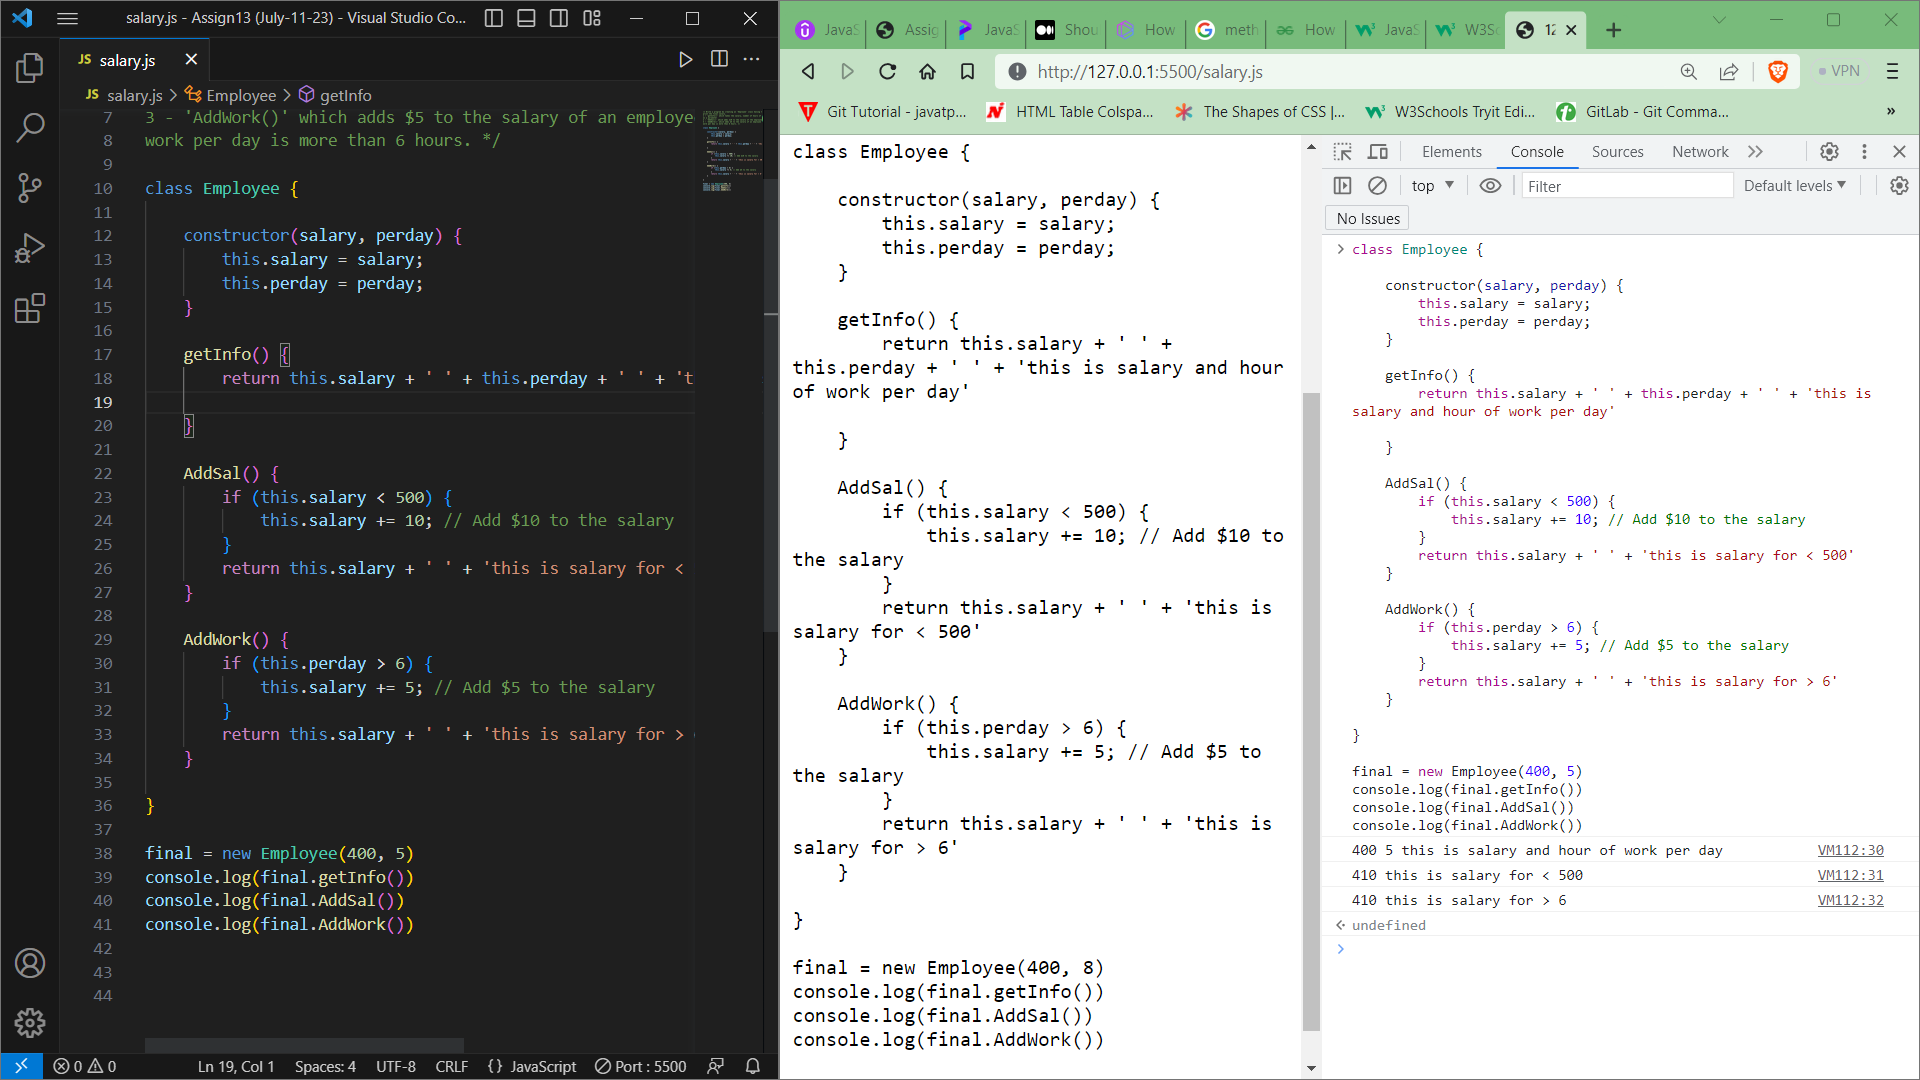 salary.js - Assign13 (July-11-23) - Visual Studio Co...
JS salary.js
JS salary.js > Employee > getInfo
7 3 - 'AddWork()' which adds $5 to the salary of an employe
8 work per day is more than 6 hours. */
9
10 class Employee {
11
12 constructor(salary, perday) {
13 this.salary = salary;
14 this.perday = perday;
15 }
16
17 getInfo() {
18 return this.salary + ' ' + this.perday + ' ' + 't
19
20 }
21
22 AddSal() {
23 if (this.salary < 500) {
24 this.salary += 10; // Add $10 to the salary
25 }
26 return this.salary + ' ' + 'this is salary for <
27 }
28
29 AddWork() {
30 if (this.perday > 6) {
31 this.salary += 5; // Add $5 to the salary
32 }
33 return this.salary + ' ' + 'this is salary for >
34 }
35
36 }
37
38 final = new Employee(400, 5)
39 console.log(final.getInfo())
40 console.log(final.AddSal())
41 console.log(final.AddWork())
42
43
44
0 0
Ln 19, Col 1 Spaces: 4 UTF-8 CRLF {} JavaScript Port : 5500
JavaS Assig JavaS Shou How meth How JavaS W3Sc 12
http://127.0.0.1:5500/salary.js
VPN
Git Tutorial - javatp... HTML Table Colspa... The Shapes of CSS |... W3Schools Tryit Edi... GitLab - Git Comma... »
class Employee {
constructor(salary, perday) {
this.salary = salary;
this.perday = perday;
}
getInfo() {
return this.salary + ' ' +
this.perday + ' ' + 'this is salary and hour
of work per day'
}
AddSal() {
if (this.salary < 500) {
this.salary += 10; // Add $10 to
the salary
}
return this.salary + ' ' + 'this is
salary for < 500'
}
AddWork() {
if (this.perday > 6) {
this.salary += 5; // Add $5 to
the salary
}
return this.salary + ' ' + 'this is
salary for > 6'
}
}
final = new Employee(400, 8)
console.log(final.getInfo())
console.log(final.AddSal())
console.log(final.AddWork())
Elements Console Sources Network
top Filter Default levels
No Issues
> class Employee {
constructor(salary, perday) {
this.salary = salary;
this.perday = perday;
}
getInfo() {
return this.salary + ' ' + this.perday + ' ' + 'this is
salary and hour of work per day'
}
AddSal() {
if (this.salary < 500) {
this.salary += 10; // Add $10 to the salary
}
return this.salary + ' ' + 'this is salary for < 500'
}
AddWork() {
if (this.perday > 6) {
this.salary += 5; // Add $5 to the salary
}
return this.salary + ' ' + 'this is salary for > 6'
}
}
final = new Employee(400, 5)
console.log(final.getInfo())
console.log(final.AddSal())
console.log(final.AddWork())
400 5 this is salary and hour of work per day VM112:30
410 this is salary for < 500 VM112:31
410 this is salary for > 6 VM112:32
undefined